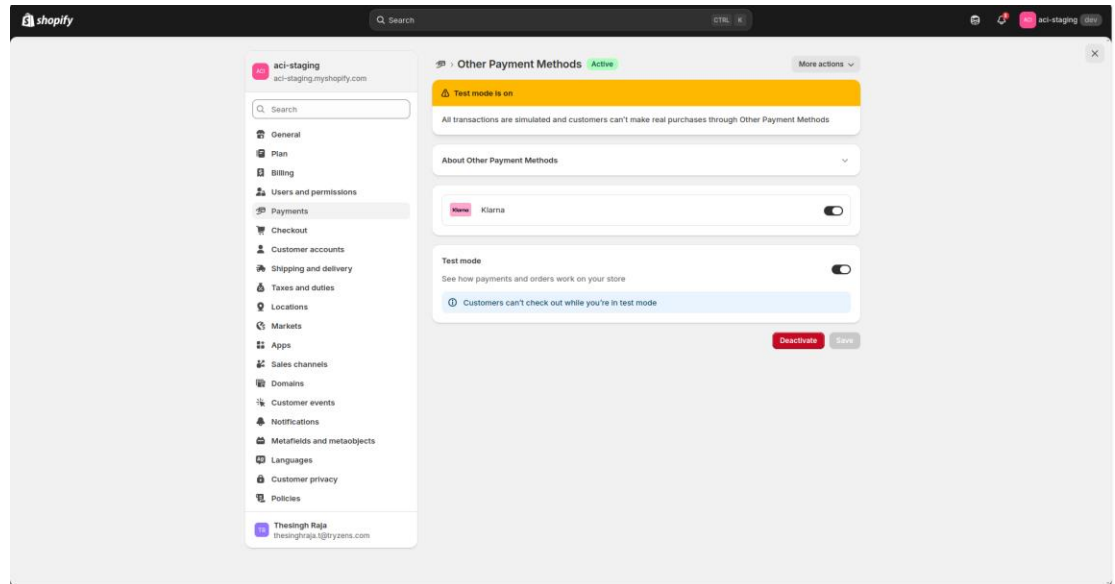 shopify
Search
CTRL K
ACI
aci-staging
dev
ACI
aci-staging
aci-staging.myshopify.com
Search
General
Plan
Billing
Users and permissions
Payments
Checkout
Customer accounts
Shipping and delivery
Taxes and duties
Locations
Markets
Apps
Sales channels
Domains
Customer events
Notifications
Metafields and metaobjects
Languages
Customer privacy
Policies
TR
Thesingh Raja
thesinghraja.t@tryzens.com
Other Payment Methods Active
More actions
Test mode is on
All transactions are simulated and customers can't make real purchases through Other Payment Methods
About Other Payment Methods
Klarna Klarna
Test mode
See how payments and orders work on your store
Customers can't check out while you're in test mode
Deactivate
Save